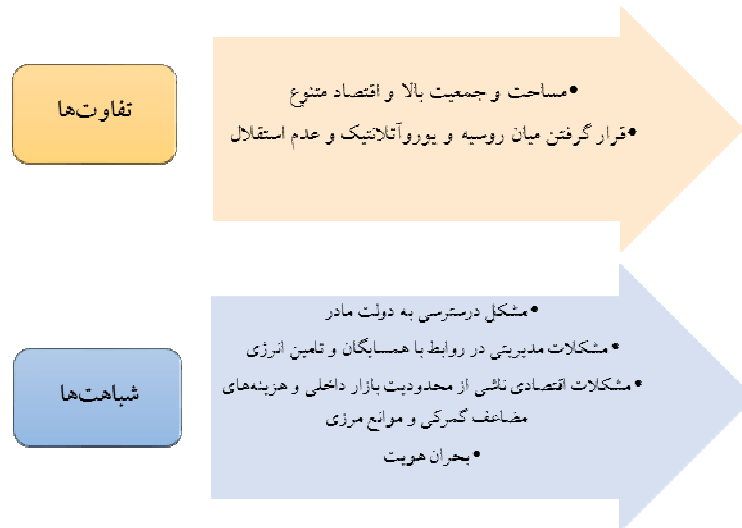 تفاوت‌ها
•مساحت و جمعیت بالا و اقتصاد متنوع
•قرار گرفتن میان روسیه و یوروآتلانتیک و عدم استقلال
شباهت‌ها
•مشکل درسترسی به دولت مادر
•مشکلات مدیریتی در روابط با همسایگان و تامین انرژی
•مشکلات اقتصادی ناشی از محدودیت بازار داخلی و هزینه‌های
مضاعف گمرکی و موانع مرزی
•بحران هویت